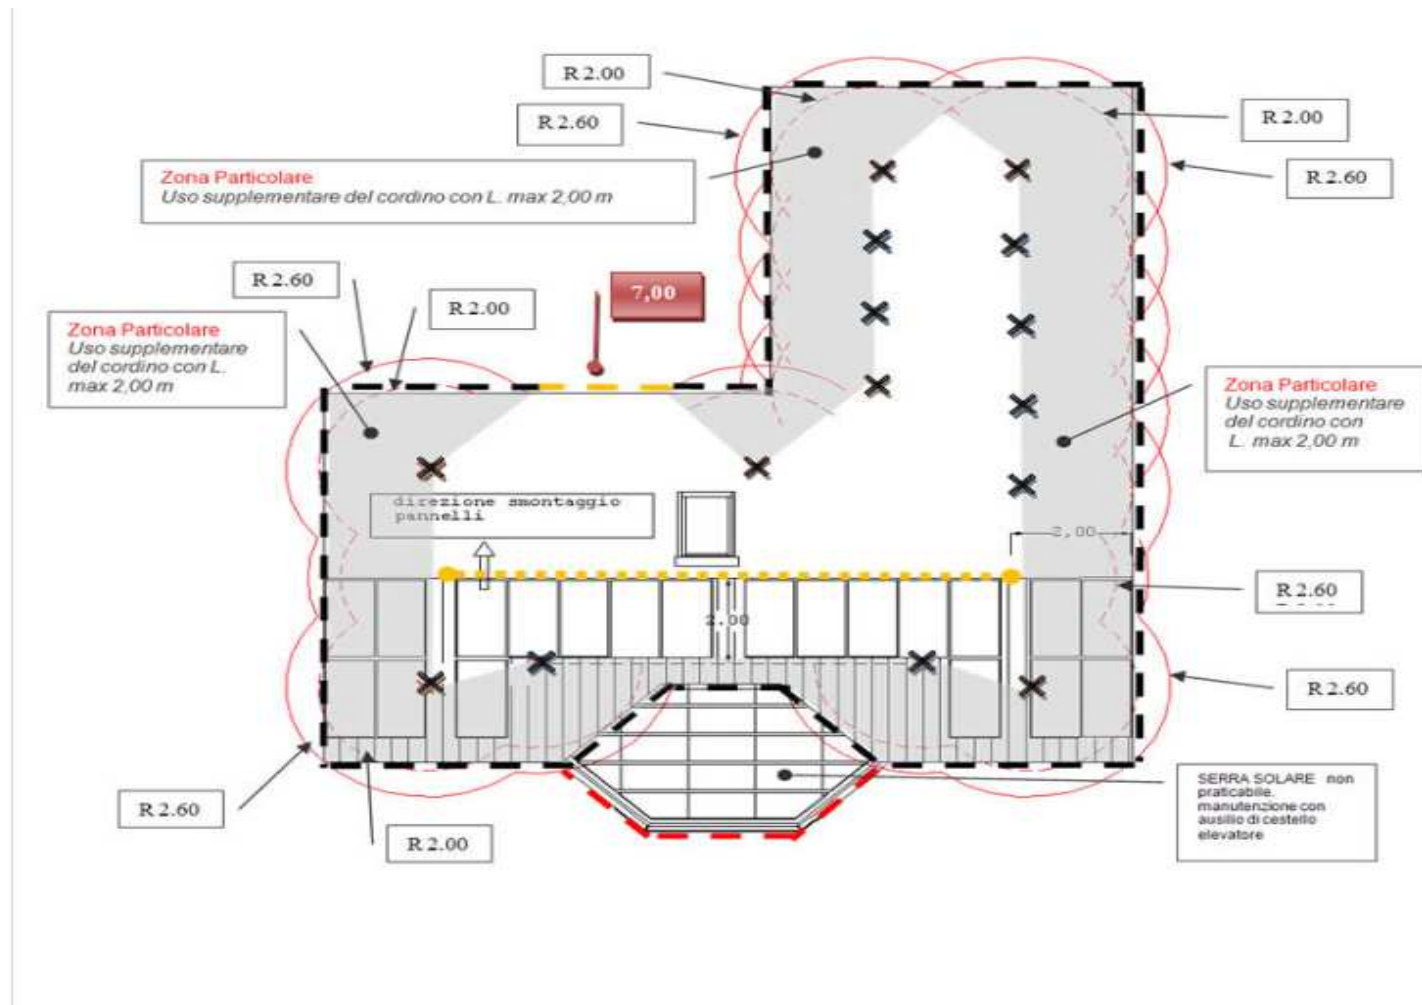 R 2.00
R 2.60
R 2.00
R 2.60
Zona Particolare
Uso supplementare del cordino con L. max 2,00 m
R 2.60
R 2.00
7,00
Zona Particolare
Uso supplementare
del cordino con L.
max 2,00 m
Zona Particolare
Uso supplementare
del cordino con
L. max 2,00 m
direzione smontaggio
pannelli
2,00
R 2.60
2.00
R 2.60
R 2.60
R 2.00
SERRA SOLARE non
praticabile.
manutenzione con
ausilio di cestello
elevatore